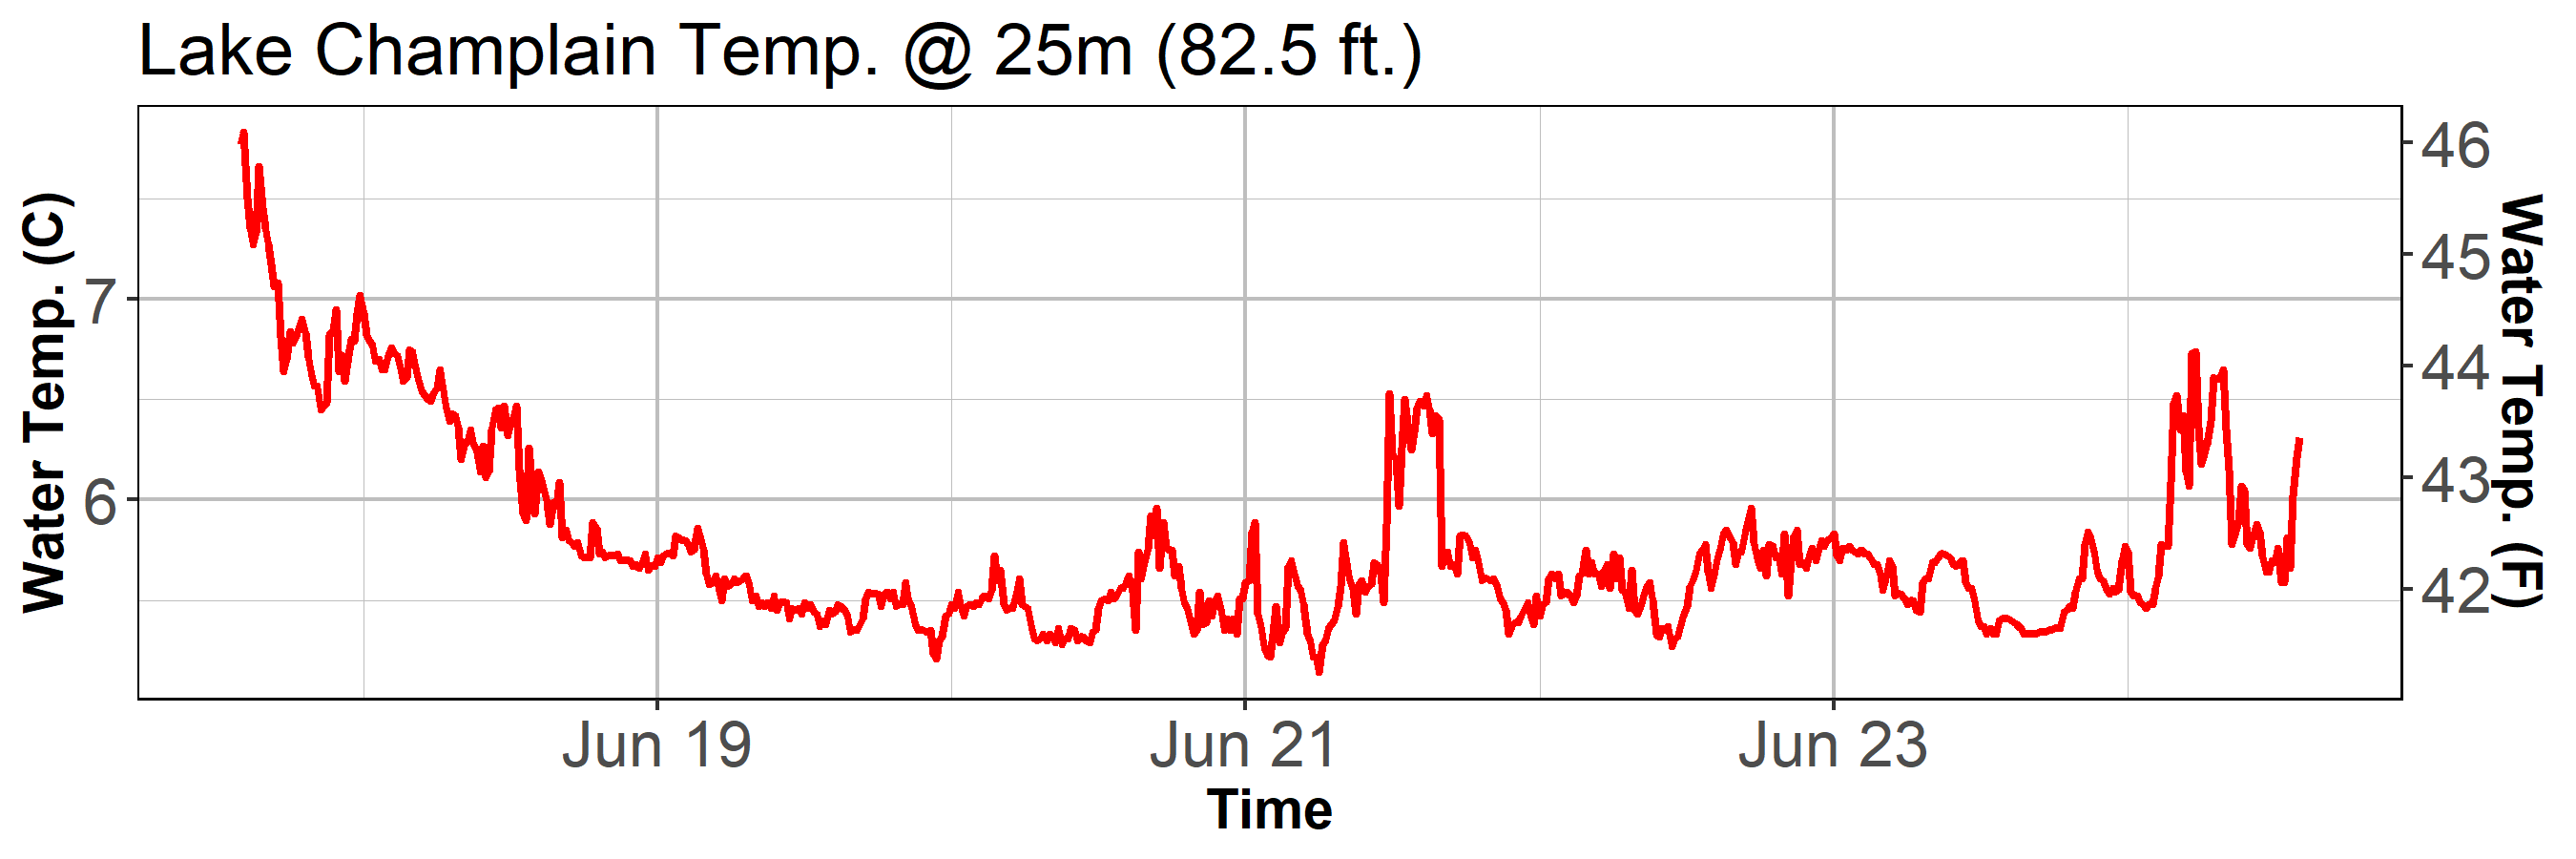 Lake Champlain Temp. @ 25m (82.5 ft.)
Water Temp. (C)
7
6
46
45
44
43
42
Water Temp. (F)
Jun 19
Jun 21
Jun 23
Time